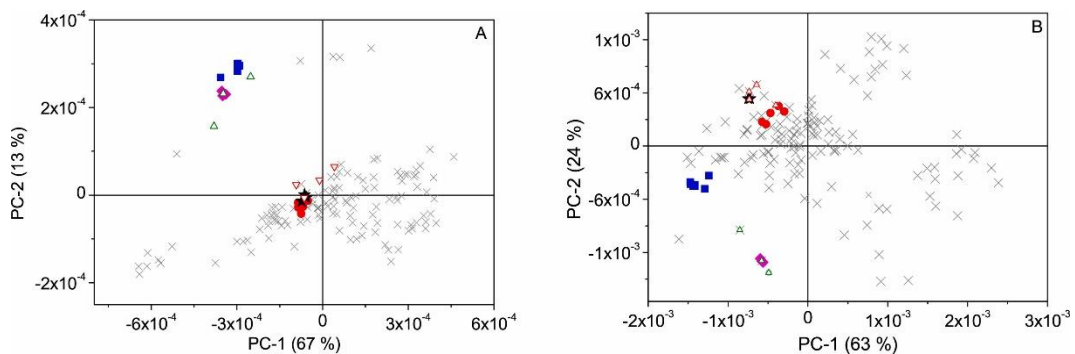 A
4x10⁻⁴
2x10⁻⁴
0
-2x10⁻⁴
PC-2 (13 %)
-6x10⁻⁴ -3x10⁻⁴ 0 3x10⁻⁴ 6x10⁻⁴
PC-1 (67 %)
B
1x10⁻³
6x10⁻⁴
0
-6x10⁻⁴
-1x10⁻³
PC-2 (24 %)
-2x10⁻³ -1x10⁻³ 0 1x10⁻³ 2x10⁻³ 3x10⁻³
PC-1 (63 %)